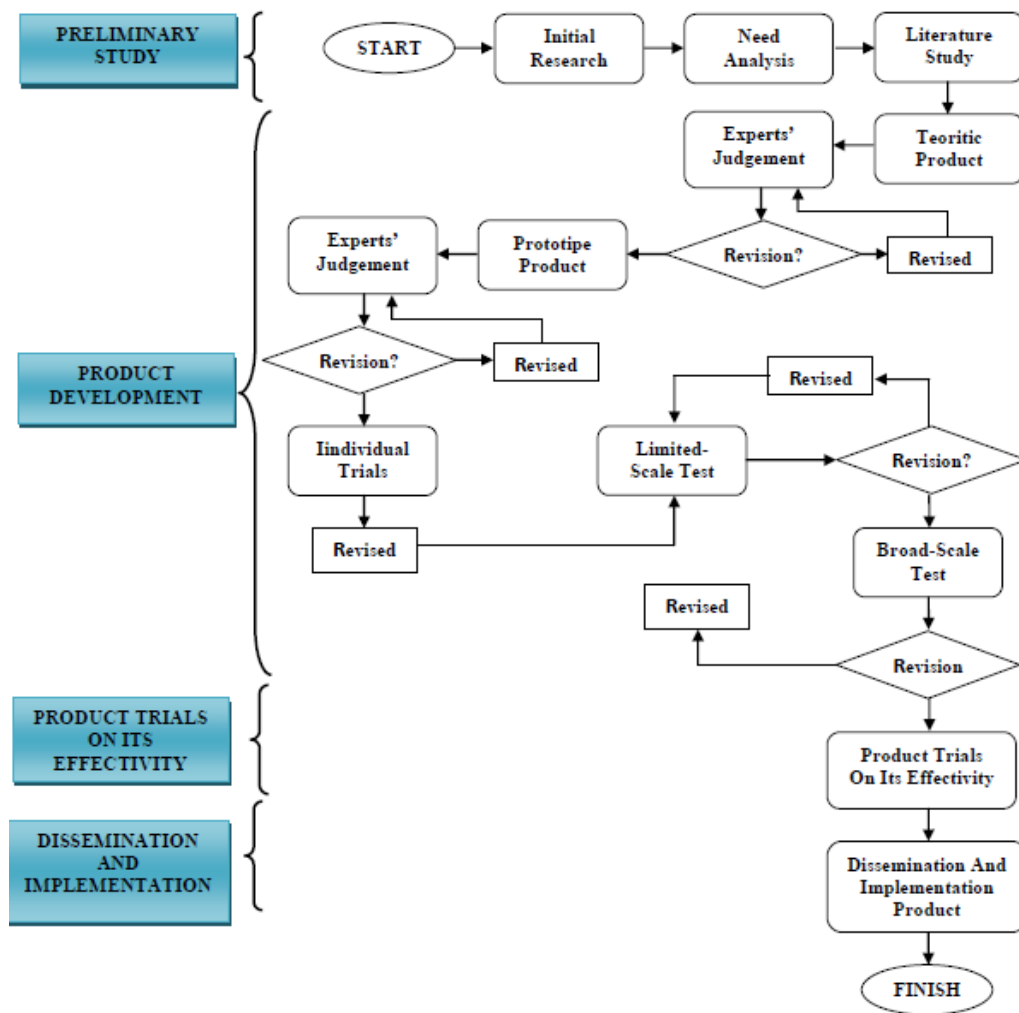 PRELIMINARY
STUDY
START
Initial
Research
Need
Analysis
Literature
Study
Teoritic
Product
Experts'
Judgement
Revision?
Revised
Prototipe
Product
Experts'
Judgement
Revision?
Revised
PRODUCT
DEVELOPMENT
Iindividual
Trials
Revised
Limited-
Scale Test
Revised
Revision?
Broad-Scale
Test
Revised
Revision
PRODUCT TRIALS
ON ITS
EFFECTIVITY
Product Trials
On Its Effectivity
DISSEMINATION
AND
IMPLEMENTATION
Dissemination And
Implementation
Product
FINISH